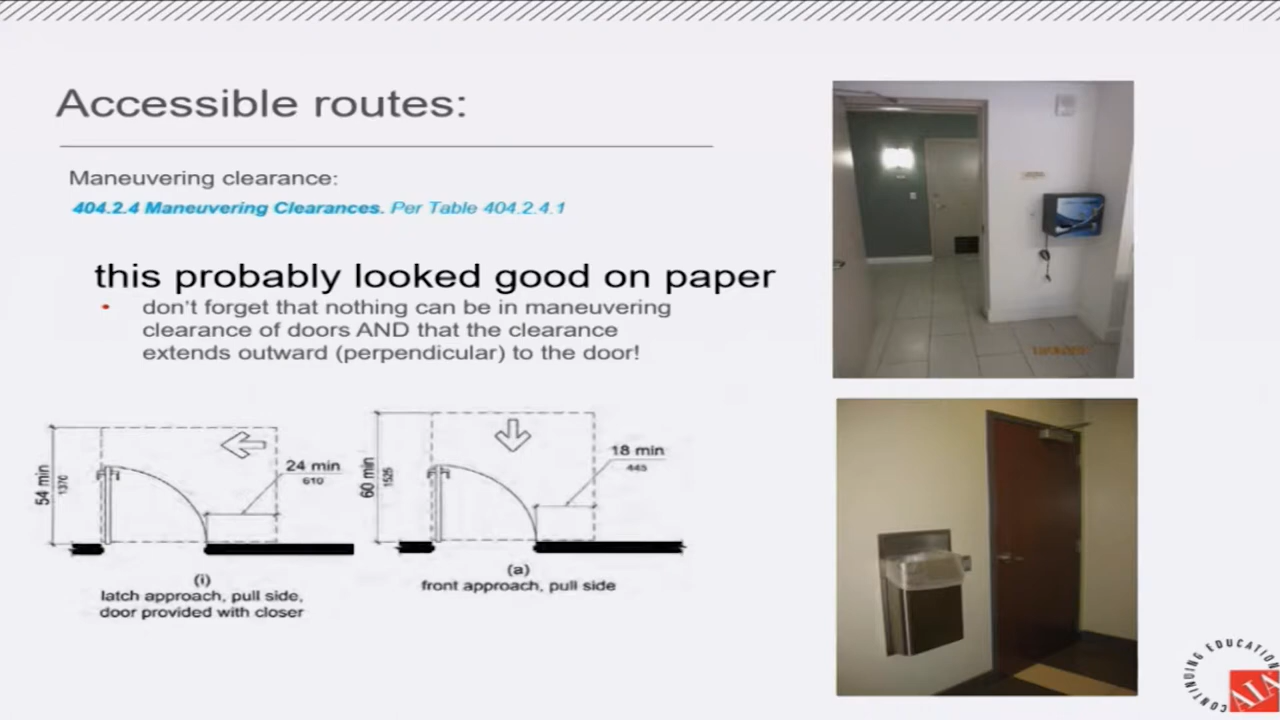 Accessible routes:
Maneuvering clearance:
404.2.4 Maneuvering Clearances. Per Table 404.2.4.1
this probably looked good on paper
• don't forget that nothing can be in maneuvering
clearance of doors AND that the clearance
extends outward (perpendicular) to the door!
54 min
1370
24 min
610
(i)
latch approach, pull side,
door provided with closer
60 min
1525
18 min
445
(a)
front approach, pull side
CONTINUING EDUCATION
AIA